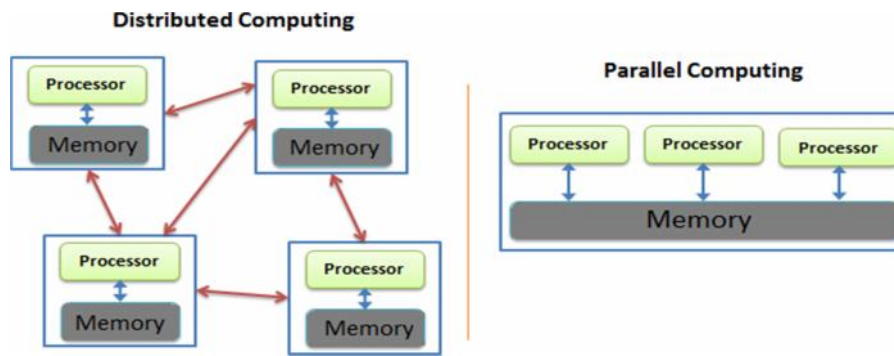 Distributed Computing
Processor
Memory
Processor
Memory
Processor
Memory
Processor
Memory
Parallel Computing
Processor
Processor
Processor
Memory